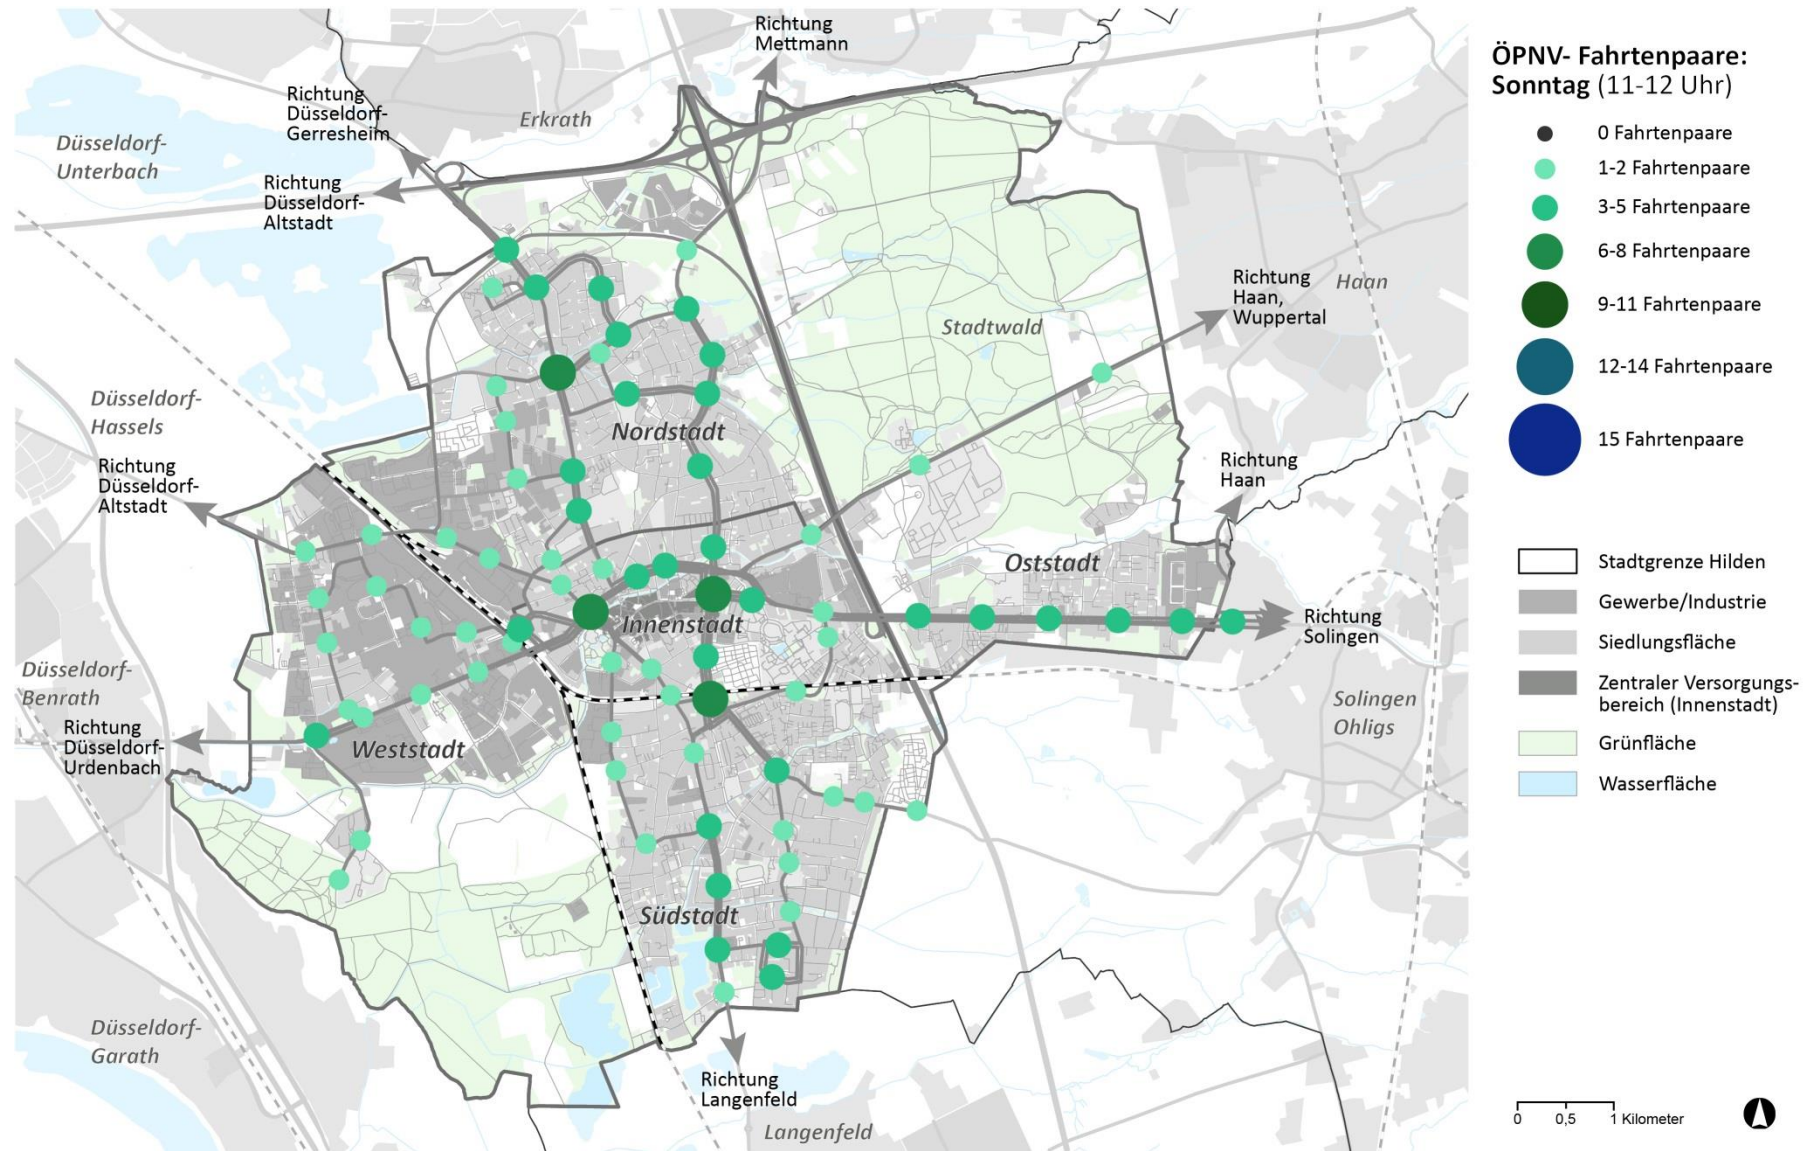 Richtung
Mettmann
Richtung
Düsseldorf-
Gerresheim
Erkrath
Düsseldorf-
Unterbach
Richtung
Düsseldorf-
Altstadt
Richtung
Haan,
Wuppertal
Haan
Stadtwald
Düsseldorf-
Hassels
Nordstadt
Richtung
Düsseldorf-
Altstadt
Richtung
Haan
Oststadt
Innenstadt
Richtung
Solingen
Düsseldorf-
Benrath
Solingen
Ohligs
Richtung
Düsseldorf-
Urdenbach
Weststadt
Südstadt
Düsseldorf-
Garath
Richtung
Langenfeld
Langenfeld
ÖPNV- Fahrtenpaare:
Sonntag (11-12 Uhr)
0 Fahrtenpaare
1-2 Fahrtenpaare
3-5 Fahrtenpaare
6-8 Fahrtenpaare
9-11 Fahrtenpaare
12-14 Fahrtenpaare
15 Fahrtenpaare
Stadtgrenze Hilden
Gewerbe/Industrie
Siedlungsfläche
Zentraler Versorgungs-
bereich (Innenstadt)
Grünfläche
Wasserfläche
0 0,5 1 Kilometer